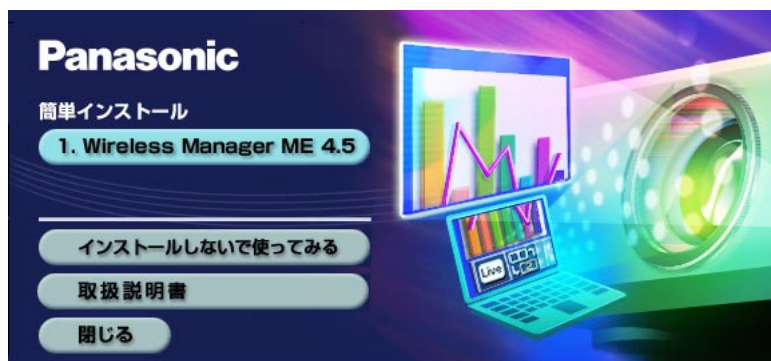 Panasonic
簡単インストール
1. Wireless Manager ME 4.5
インストールしないで使ってみる
取扱説明書
閉じる
Live